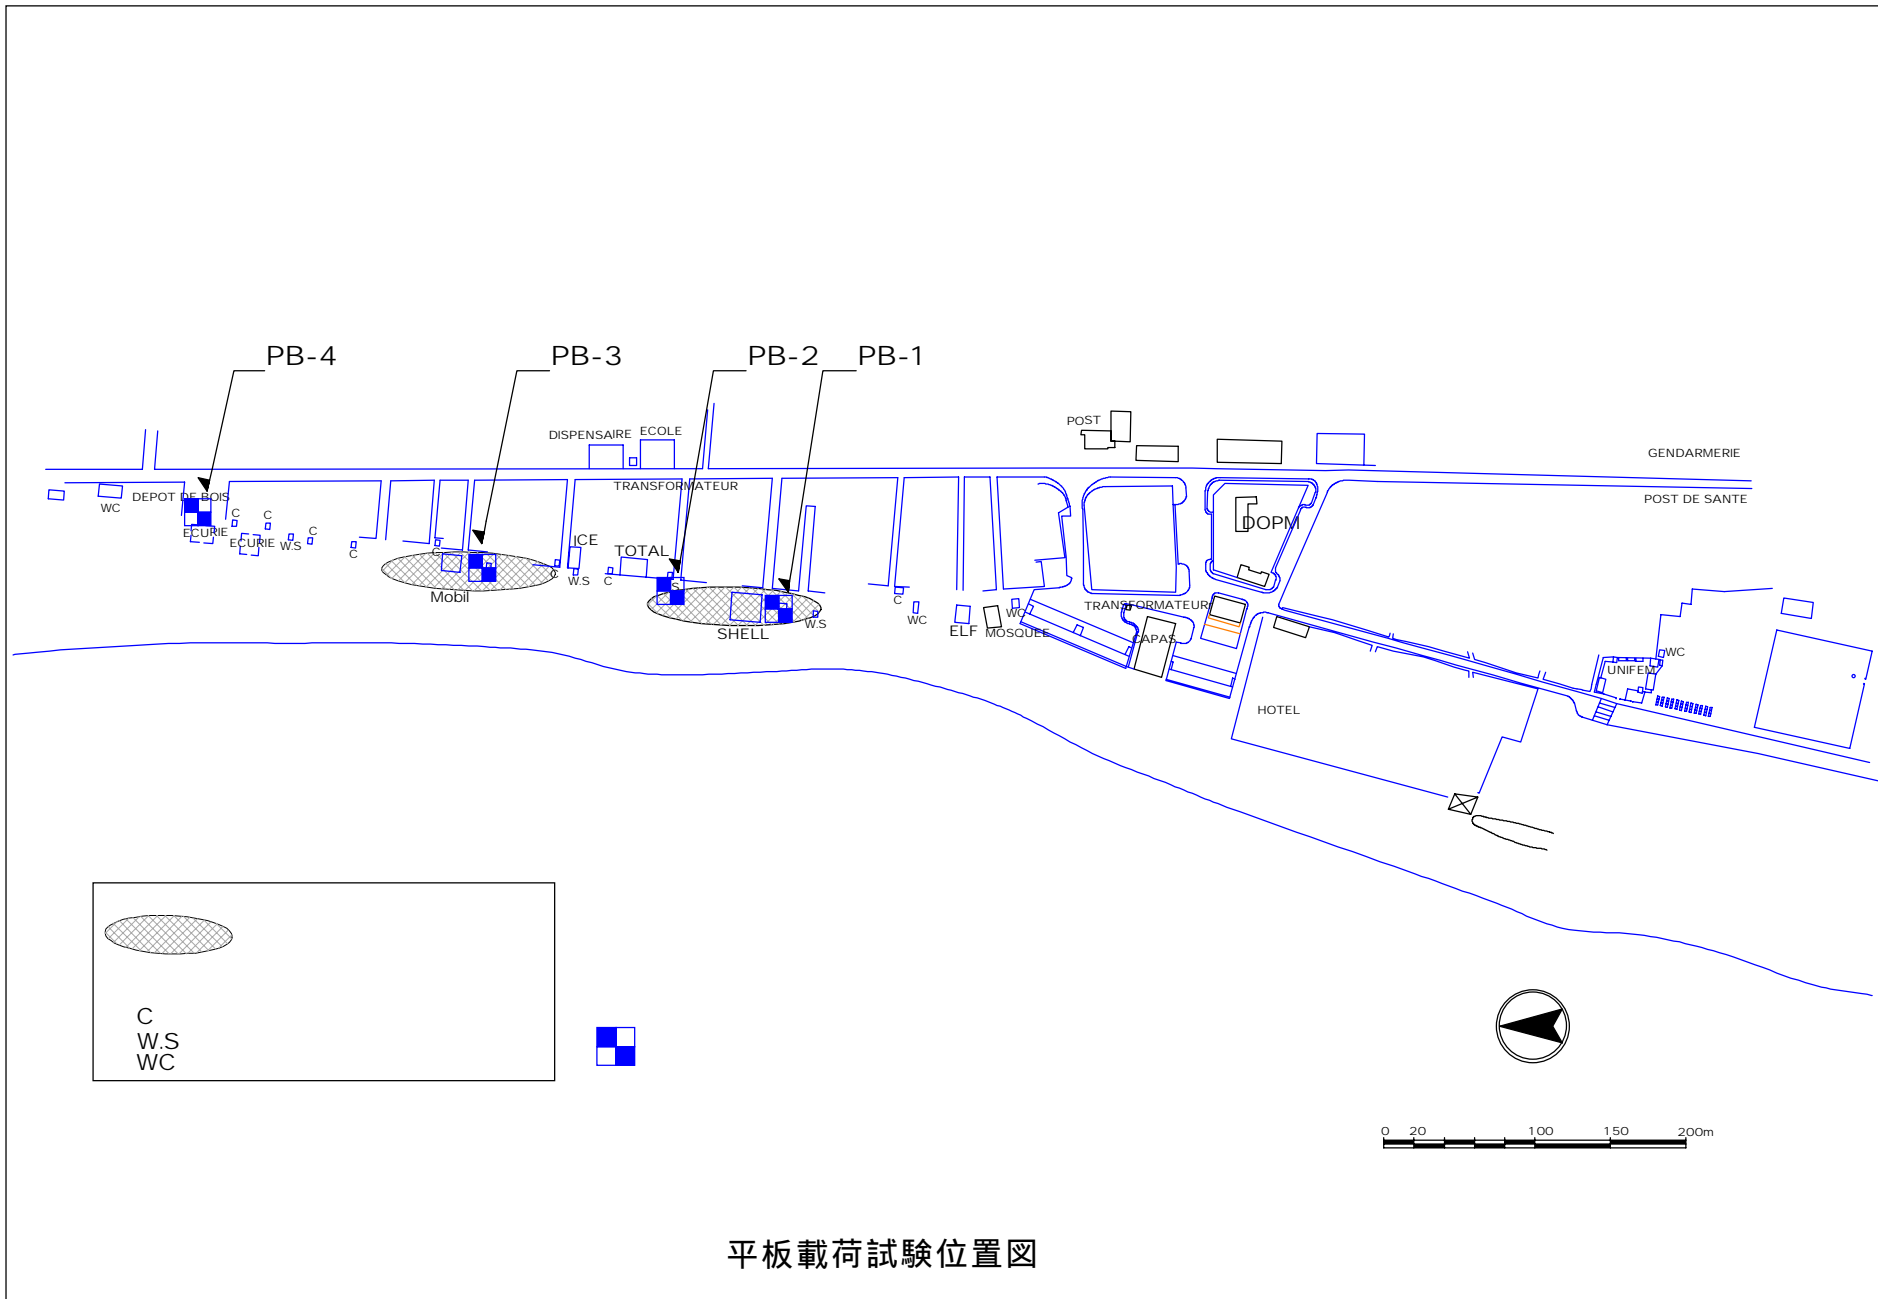 PB-4
PB-3
PB-2
PB-1
POST
DISPENSAIRE
ECOLE
GENDARMERIE
TRANSFORMATEUR
DEPOT DE BOIS
POST DE SANTE
WC
C
C
DOPM
ECURIE
C
ECURIE
W.S
C
C
ICE
TOTAL
C
W.S
C
S
Mobil
C
TRANSFORMATEUR
WC
WC
W.S
SHELL
ELF
MOSQUEE
CAPAS
WC
UNIFEM
HOTEL
C
W.S
WC
0 20 100 150 200m
平板載荷試験位置図